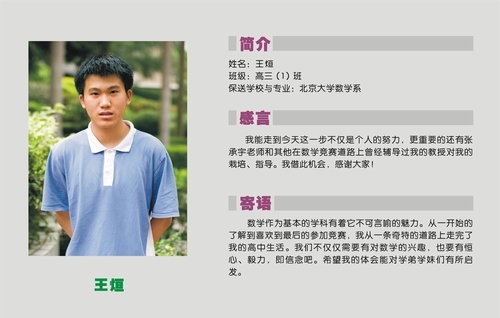 简介
姓名：王烜
班级：高三（1）班
保送学校与专业：北京大学数学系
感言
我能走到今天这一步不仅是个人的努力，更重要的还有张
承宇老师和其他在数学竞赛道路上曾经辅导过我的教授对我的
栽培、指导。我借此机会，感谢大家！
寄语
数学作为基本的学科有着它不可言喻的魅力。从一开始的
了解到喜欢到最后的参加竞赛，我从一条奇特的道路上走完了
我的高中生活。我们不仅仅需要有对数学的兴趣，也要有恒
心、毅力，即信念吧。希望我的体会能对学弟学妹们有所启
发。
王烜